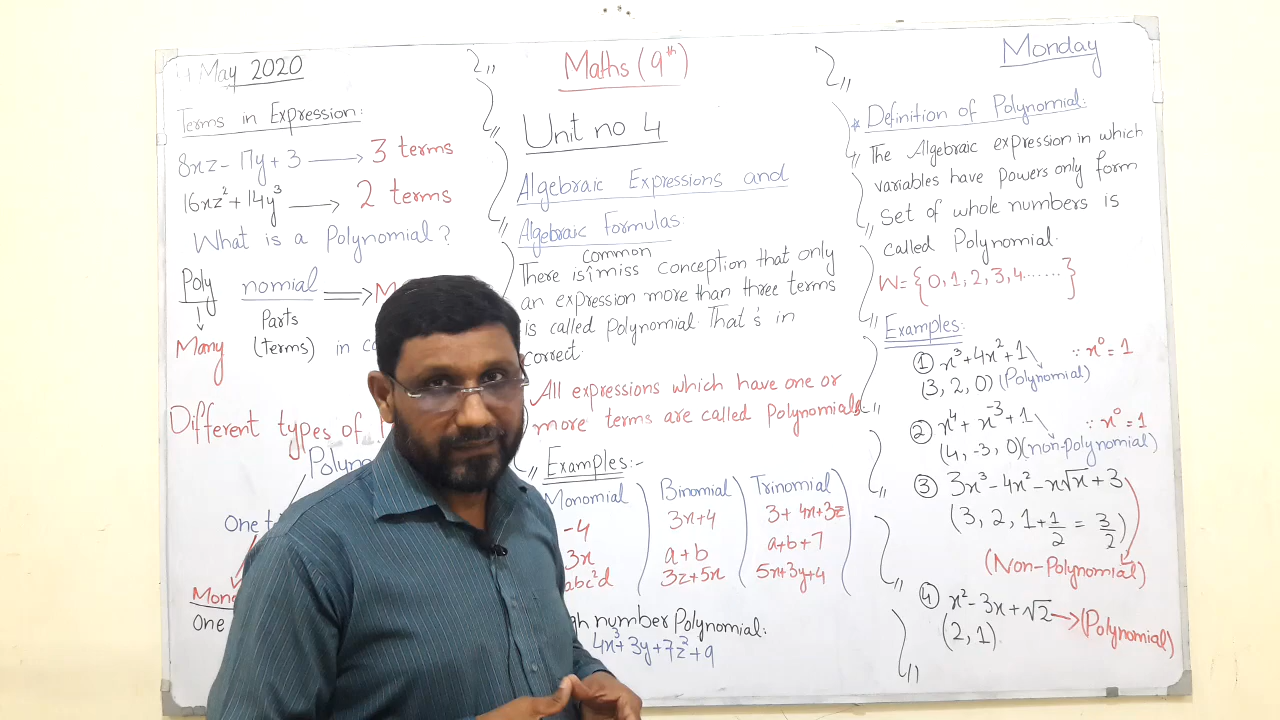 May 2020
Terms in Expression:
8xz - 17y + 3 → 3 terms
16xz² + 14y³ → 2 terms
What is a Polynomial?
Poly nomial ⇒
↓ Parts
Many (Terms) in
Different types of
One
One
Maths (9th)
Unit no 4
Algebraic Expressions and
Algebraic Formulas:
common
There is ↑ miss conception that only
an expression more than three terms
is called polynomial That's in
correct.
All expressions which have one or
more terms are called polynomials.
Examples:-
Monomial Binomial Trinomial
-4 3x+4 3+4x+3z
3x a+b a+b+7
abc²d 3z+5x 5x+3y+4
number Polynomial:
4x³+3y+7z²+9
Monday
* Definition of Polynomial:
The Algebraic expression in which
variables have powers only form
set of whole numbers is
called Polynomial.
W = {0, 1, 2, 3, 4.......}
Examples:
① x³+4x²+1 ∵ x⁰ = 1
(3, 2, 0) (Polynomial)
② x⁴+x⁻³+1 ∵ x⁰ = 1
(4, -3, 0) (non-polynomial)
③ 3x³-4x²-x√x+3
(3, 2, 1+1/2 = 3/2)
(Non-Polynomial)
④ x²-3x+√2 → (Polynomial)
(2, 1)